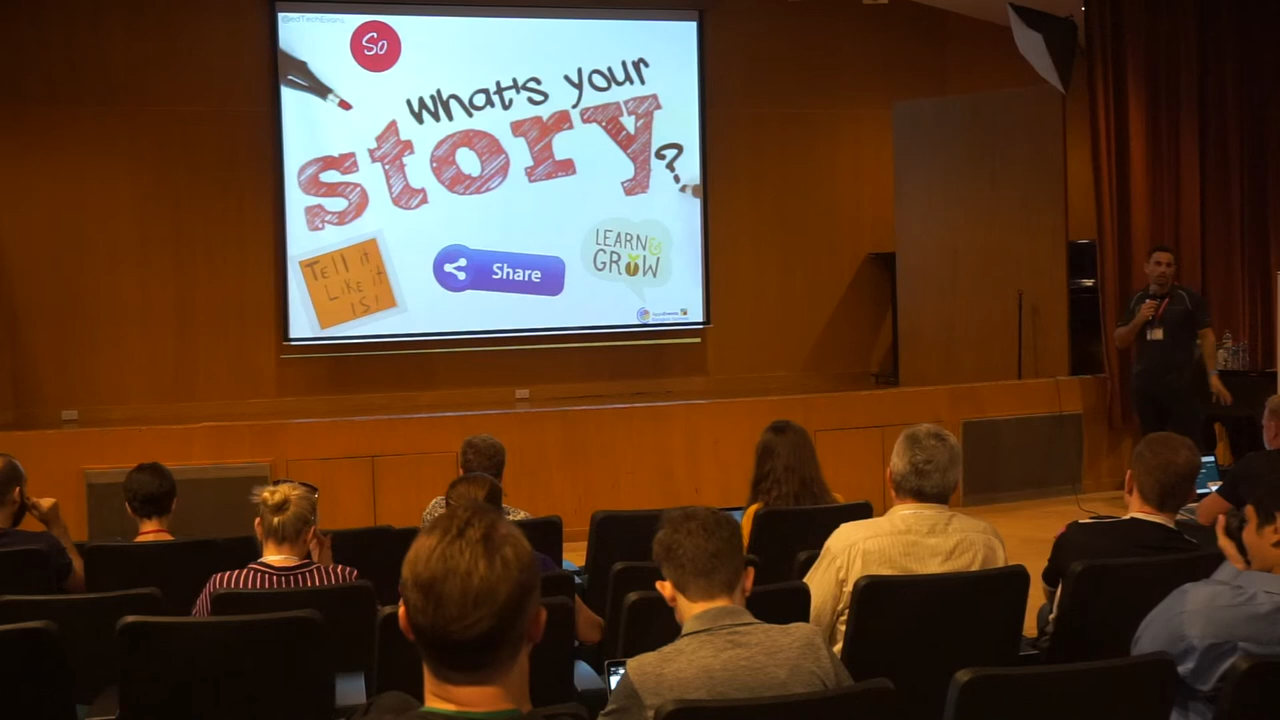 @edTechEvans
So
what's your
story?
TELL it
LiKE it
IS!
Share
LEARN &
GROW